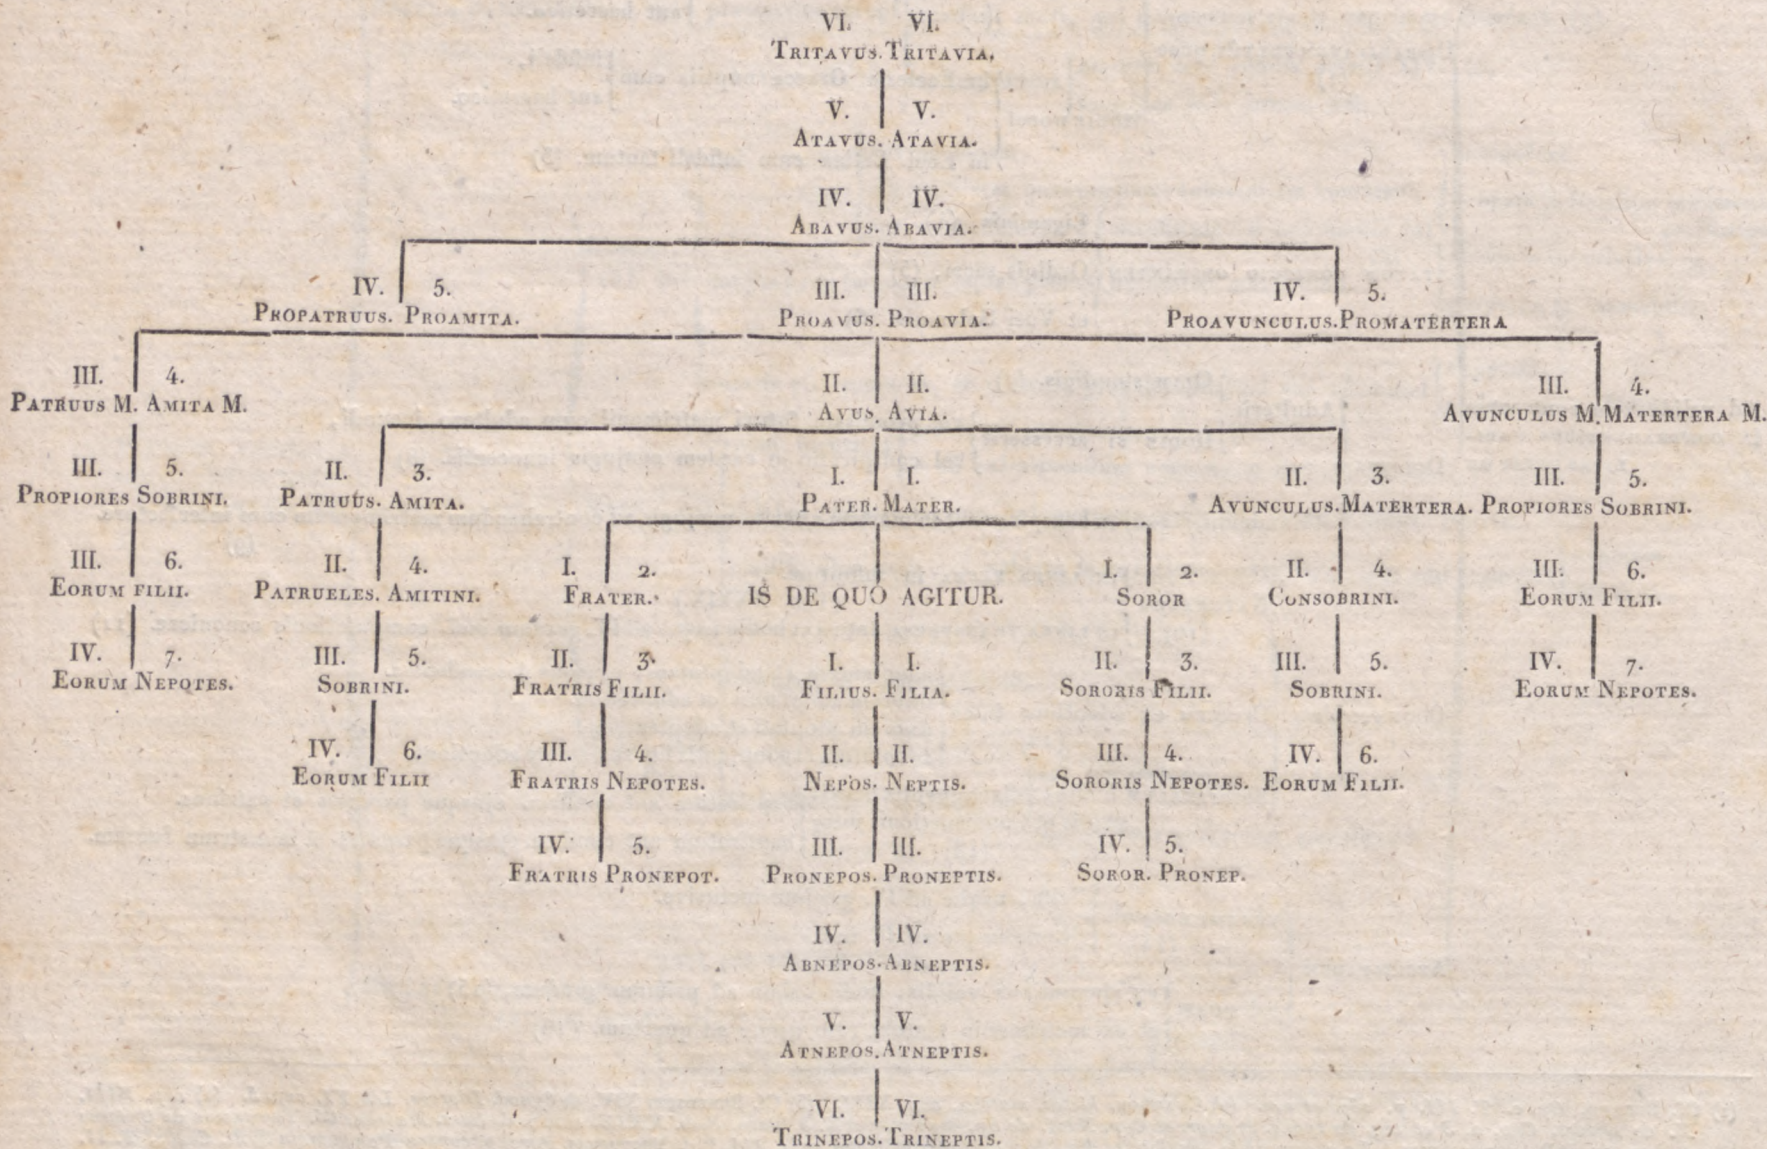 VI. VI.
TRITAVUS. TRITAVIA.
V. V.
ATAVUS. ATAVIA.
IV. IV.
ABAVUS. ABAVIA.
IV. 5. III. III. IV. 5.
PROPATRUUS. PROAMITA. PROAVUS. PROAVIA. PROAVUNCULUS. PROMATERTERA
III. 4. II. II. III. 4.
PATRUUS M. AMITA M. AVUS. AVIA. AVUNCULUS M. MATERTERA M.
III. 5. II. 3. I. I. II. 3. III. 5.
PROPIORES SOBRINI. PATRUUS. AMITA. PATER. MATER. AVUNCULUS. MATERTERA. PROPIORES SOBRINI.
III. 6. II. 4. I. 2. I. 2. II. 4. III. 6.
EORUM FILII. PATRUELES. AMITINI. FRATER. IS DE QUO AGITUR. SOROR CONSOBRINI. EORUM FILII.
IV. 7. III. 5. II. 3. I. I. II. 3. III. 5. IV. 7.
EORUM NEPOTES. SOBRINI. FRATRIS FILII. FILIUS. FILIA. SORORIS FILII. SOBRINI. EORUM NEPOTES.
IV. 6. III. 4. II. II. III. 4. IV. 6.
EORUM FILII FRATRIS NEPOTES. NEPOS. NEPTIS. SORORIS NEPOTES. EORUM FILII.
IV. 5. III. III. IV. 5.
FRATRIS PRONEPOT. PRONEPOS. PRONEPTIS. SOROR. PRONEP.
IV. IV.
ABNEPOS. ABNEPTIS.
V. V.
ATNEPOS. ATNEPTIS.
VI. VI.
TRINEPOS. TRINEPTIS.